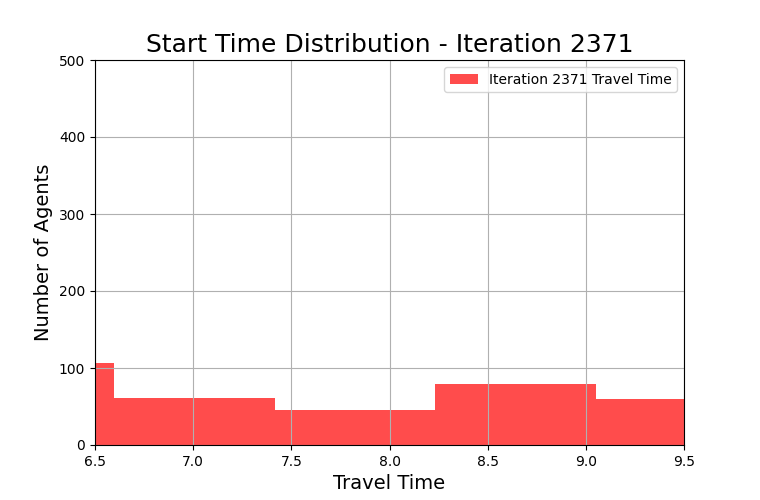 Start Time Distribution - Iteration 2371
Iteration 2371 Travel Time
Number of Agents
500
400
300
200
100
0
6.5 7.0 7.5 8.0 8.5 9.0 9.5
Travel Time